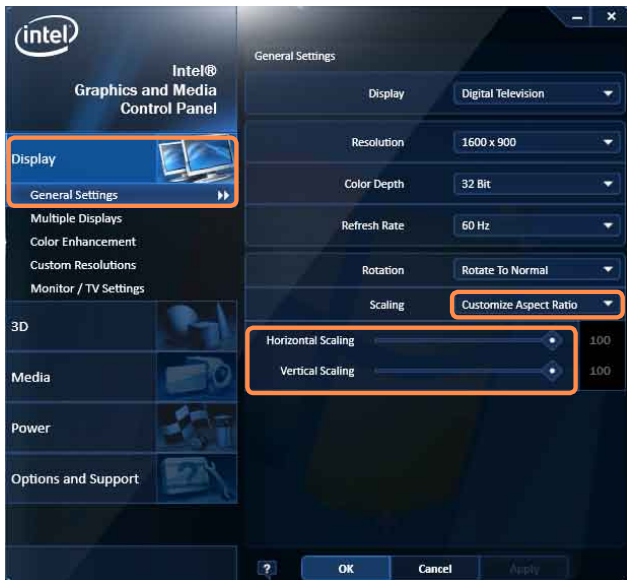 intel
Intel®
Graphics and Media
Control Panel
Display
General Settings
Multiple Displays
Color Enhancement
Custom Resolutions
Monitor / TV Settings
3D
Media
Power
Options and Support
General Settings
Display Digital Television
Resolution 1600 x 900
Color Depth 32 Bit
Refresh Rate 60 Hz
Rotation Rotate To Normal
Scaling Customize Aspect Ratio
Horizontal Scaling 100
Vertical Scaling 100
? OK Cancel Apply